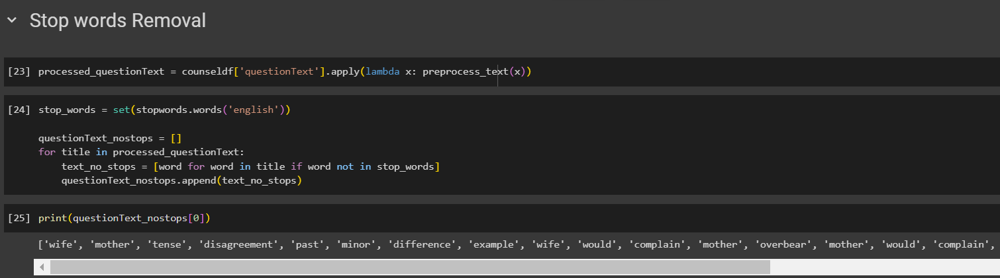 Stop words Removal
[23] processed_questionText = counseldf['questionText'].apply(lambda x: preprocess_text(x))
[24] stop_words = set(stopwords.words('english'))
questionText_nostops = []
for title in processed_questionText:
    text_no_stops = [word for word in title if word not in stop_words]
    questionText_nostops.append(text_no_stops)
[25] print(questionText_nostops[0])
['wife', 'mother', 'tense', 'disagreement', 'past', 'minor', 'difference', 'example', 'wife', 'would', 'complain', 'mother', 'overbear', 'mother', 'would', 'complain',